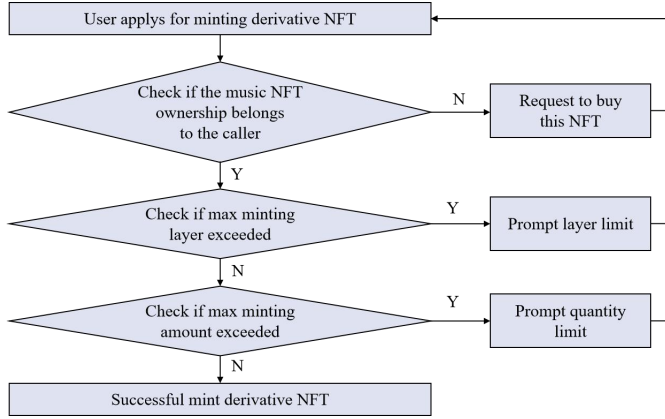 User applys for minting derivative NFT
Check if the music NFT
ownership belongs
to the caller
N
Request to buy
this NFT
Y
Check if max minting
layer exceeded
Y
Prompt layer limit
N
Check if max minting
amount exceeded
Y
Prompt quantity
limit
N
Successful mint derivative NFT